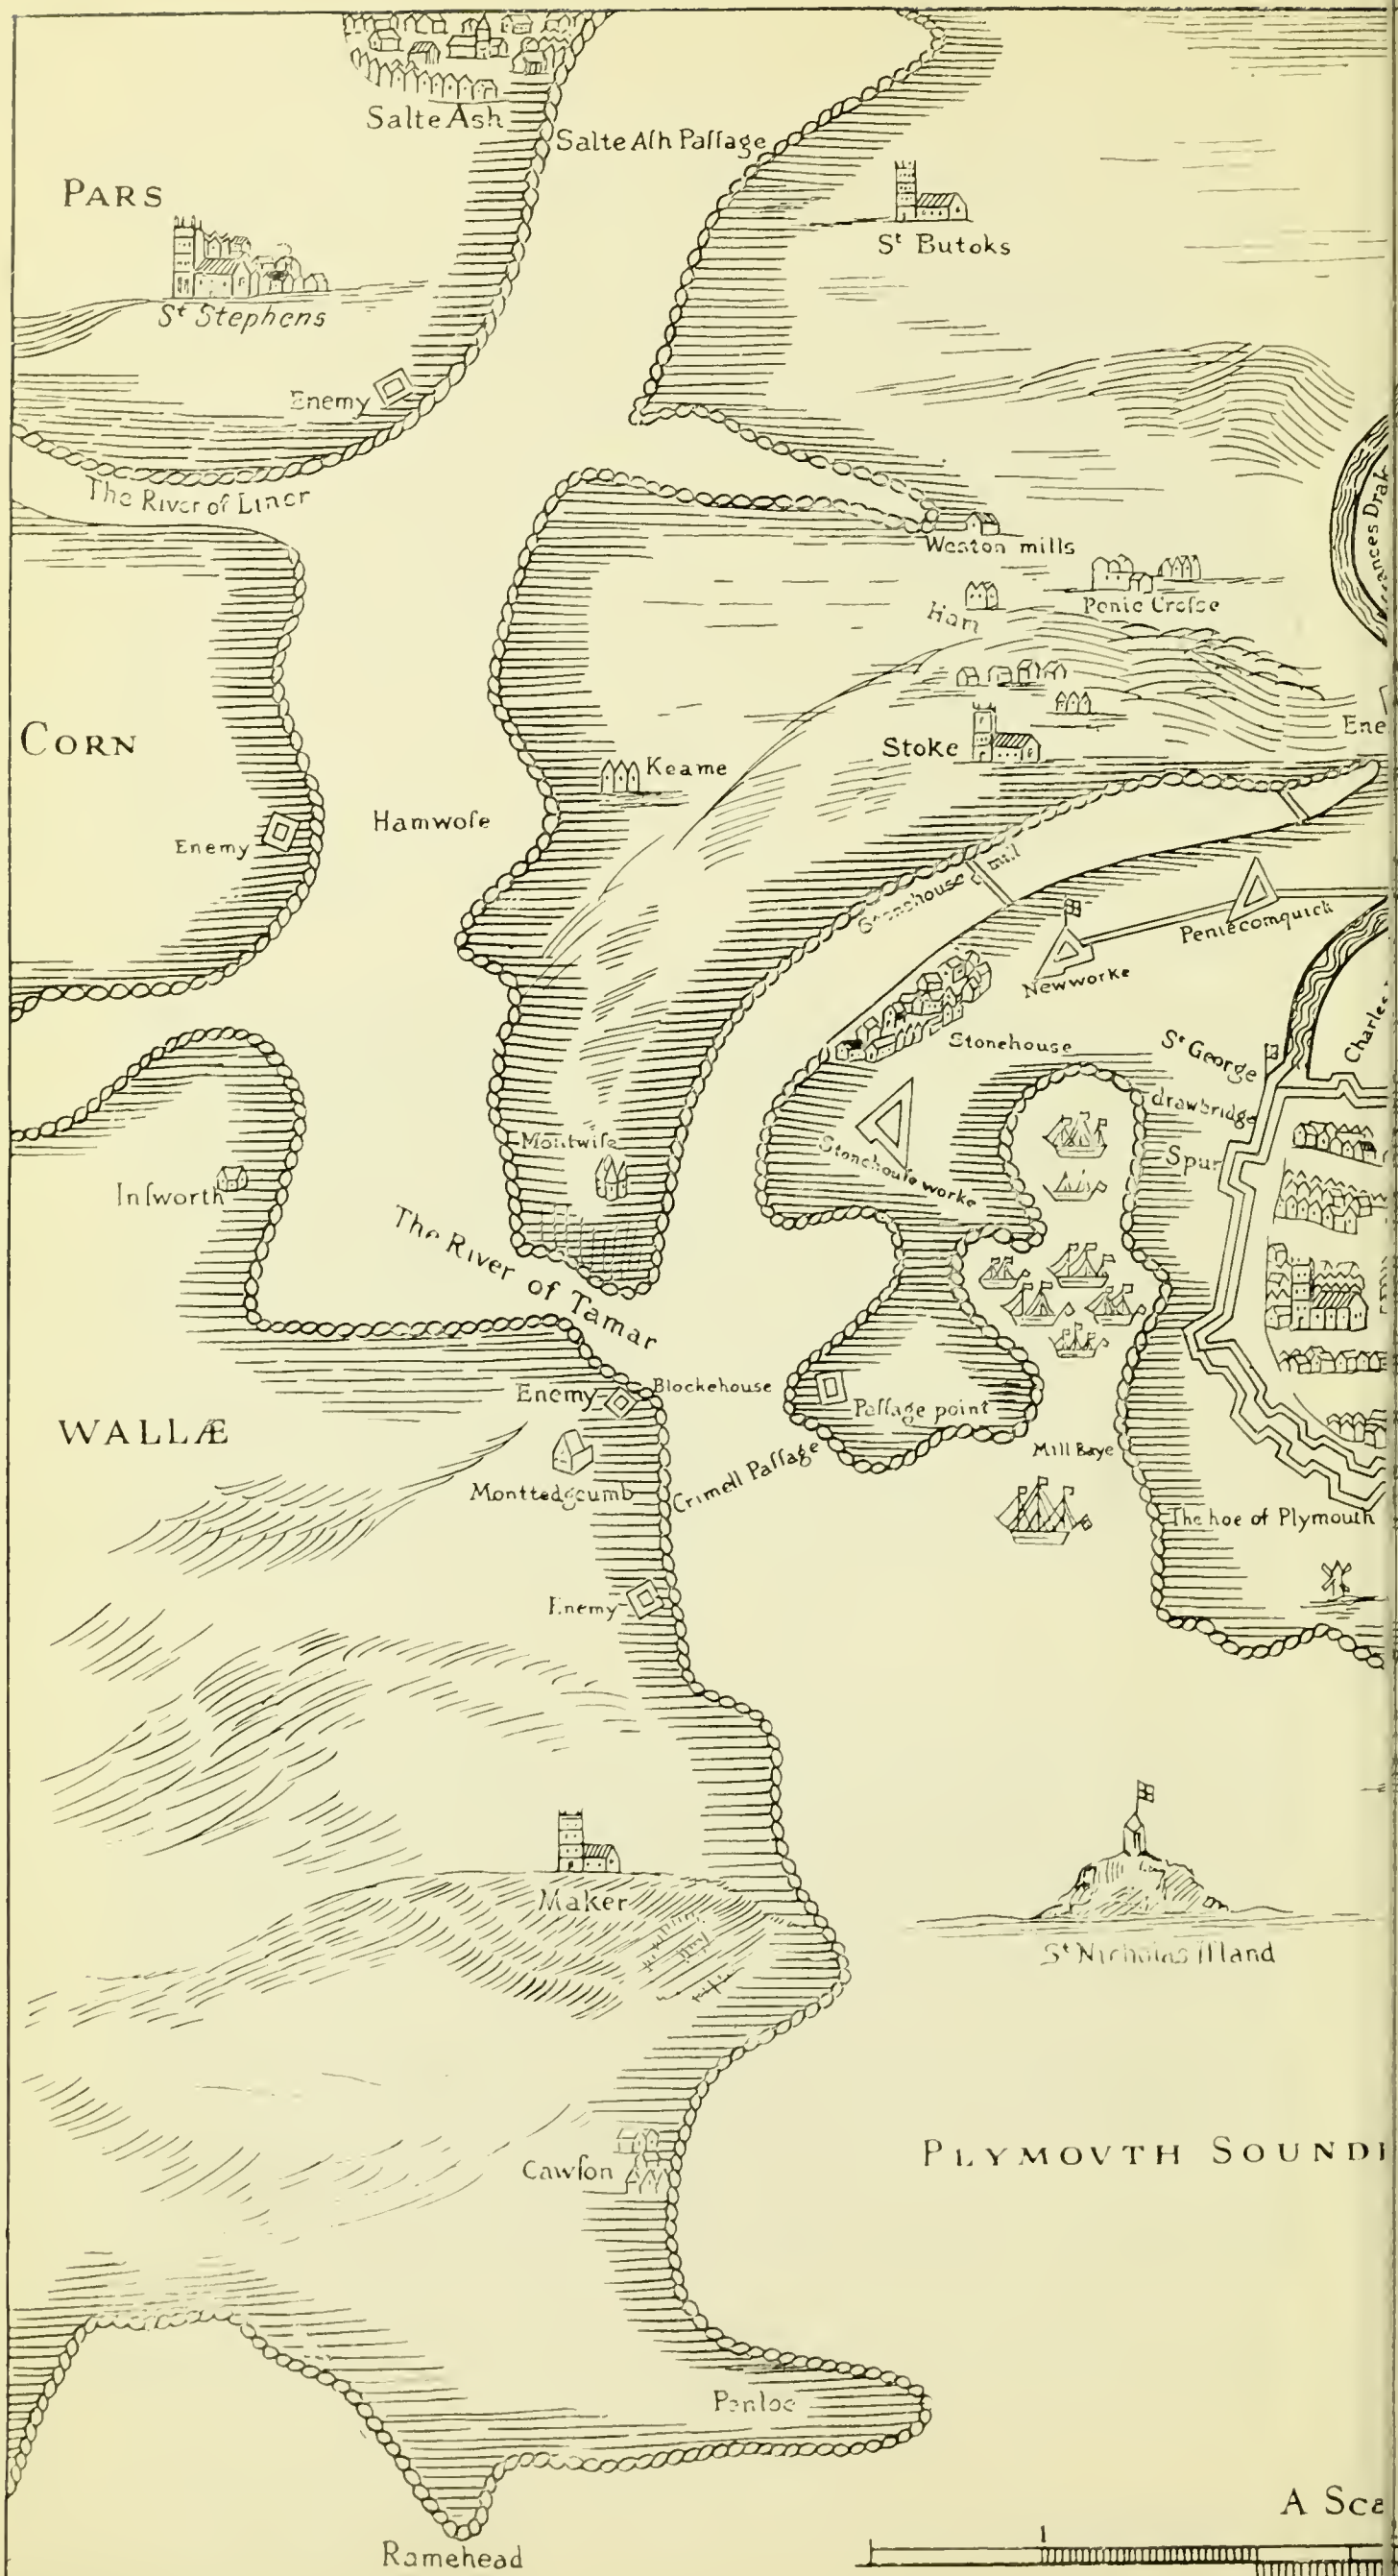 Salte Ash
Salte Aſh Paſſage
PARS
St Butoks
St Stephens
Enemy
The River of Liner
Weston mills
Penie Croſse
Ham
CORN
Stoke
Keame
Enemy
Hamwoſe
Stonehouse mil
Peniecomquick
Newworke
Stonehouse
St George
Charles
drawbridge
Spur
Montwiſe
Stonehouſe worke
Inſworth
The River of Tamar
Enemy
Blockehouse
Paſſage point
WALLÆ
Mill Baye
Monttedgcumb
Crimell Paſſage
The hoe of Plymouth
Enemy
Maker
St Nicholas Iſland
PLYMOVTH SOUND
Cawſon
Penloe
A Sca
1
Ramehead